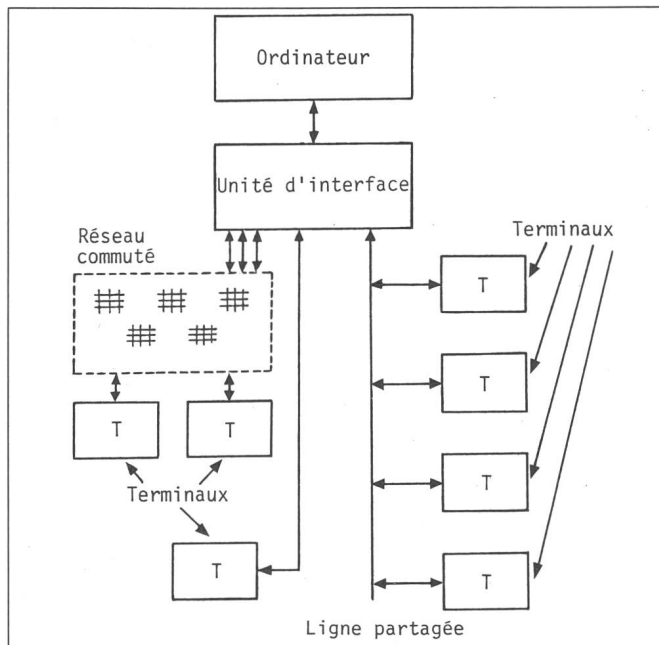 Ordinateur
Unité d'interface
Réseau
commuté
Terminaux
T
T
T
T
T
Terminaux
T
T
Ligne partagée